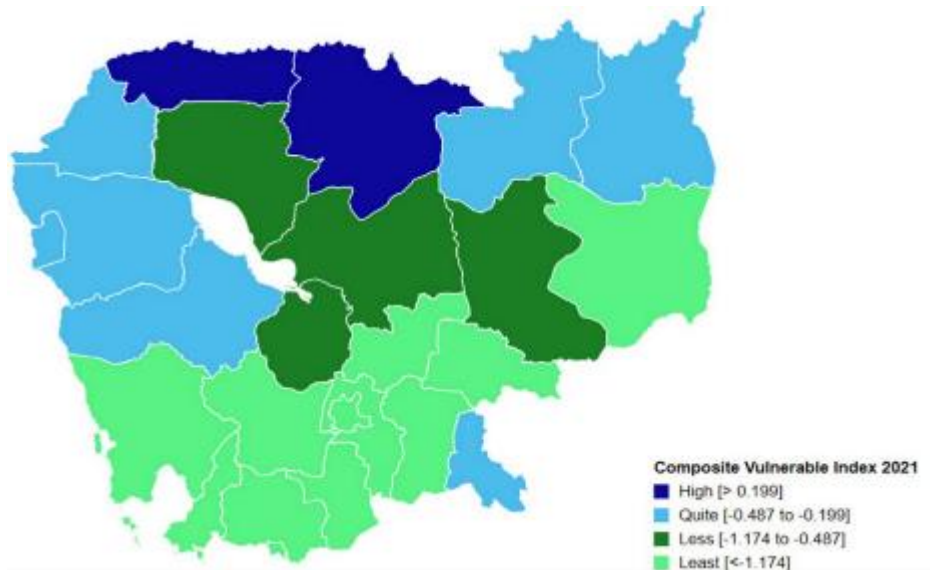 Composite Vulnerable Index 2021
High [> 0.199]
Quite [-0.487 to -0.199]
Less [-1.174 to -0.487]
Least [<-1.174]